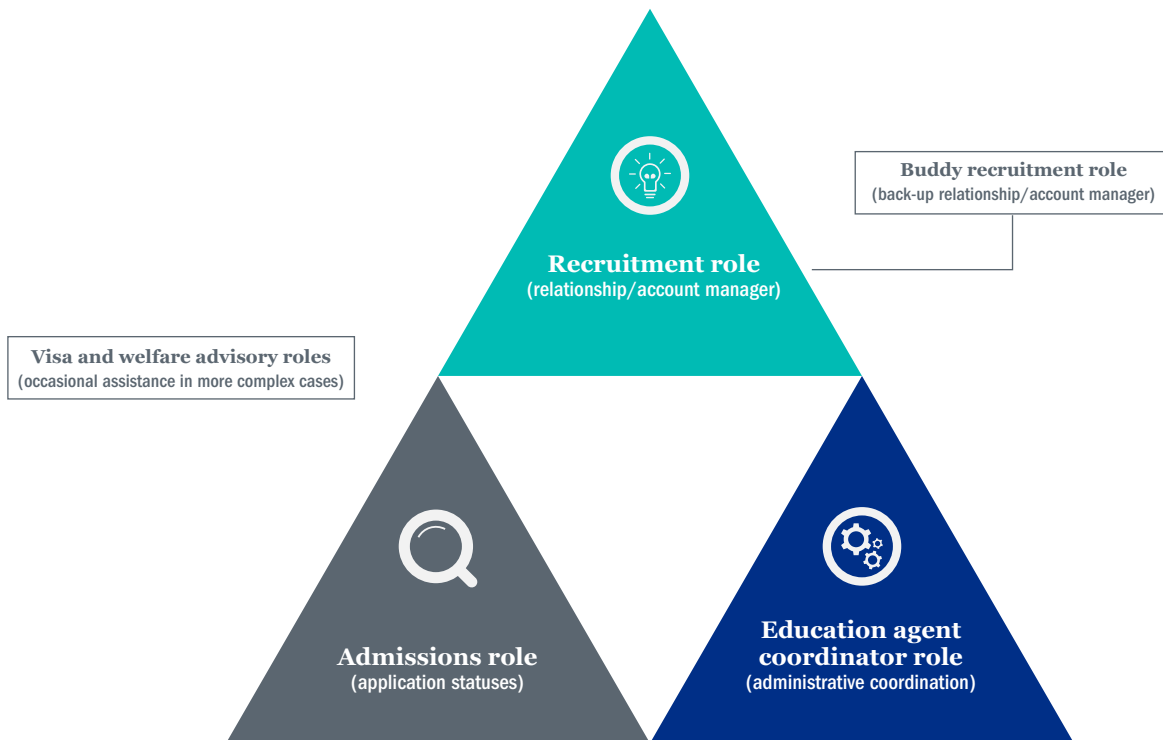 Buddy recruitment role
(back-up relationship/account manager)
Recruitment role
(relationship/account manager)
Visa and welfare advisory roles
(occasional assistance in more complex cases)
Admissions role
(application statuses)
Education agent
coordinator role
(administrative coordination)